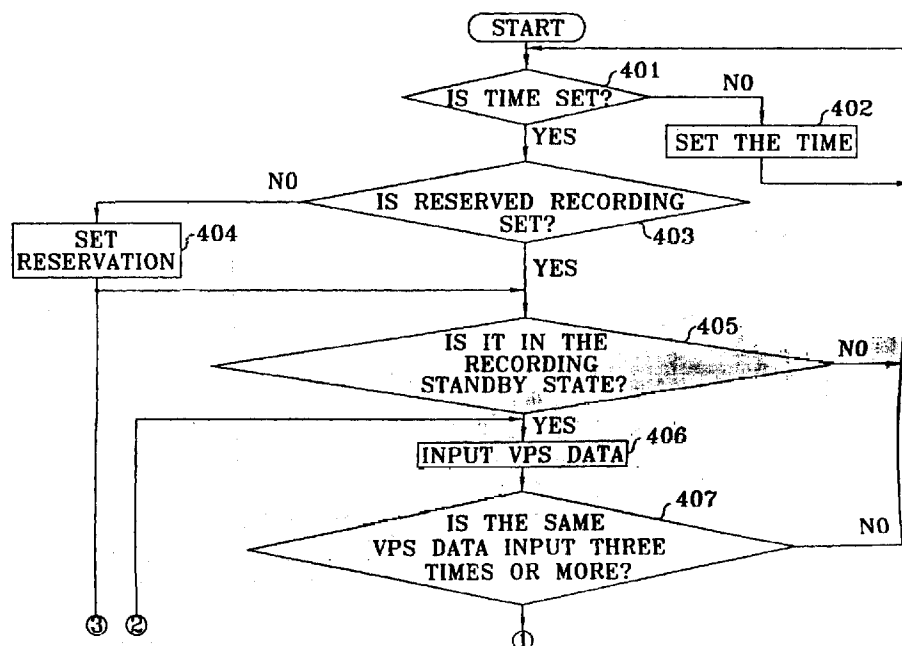 START
401
IS TIME SET?
NO
402
SET THE TIME
YES
NO
IS RESERVED RECORDING
SET?
403
404
SET
RESERVATION
YES
405
IS IT IN THE
RECORDING
STANDBY STATE?
NO
YES
406
INPUT VPS DATA
407
IS THE SAME
VPS DATA INPUT THREE
TIMES OR MORE?
NO
③ ② ①